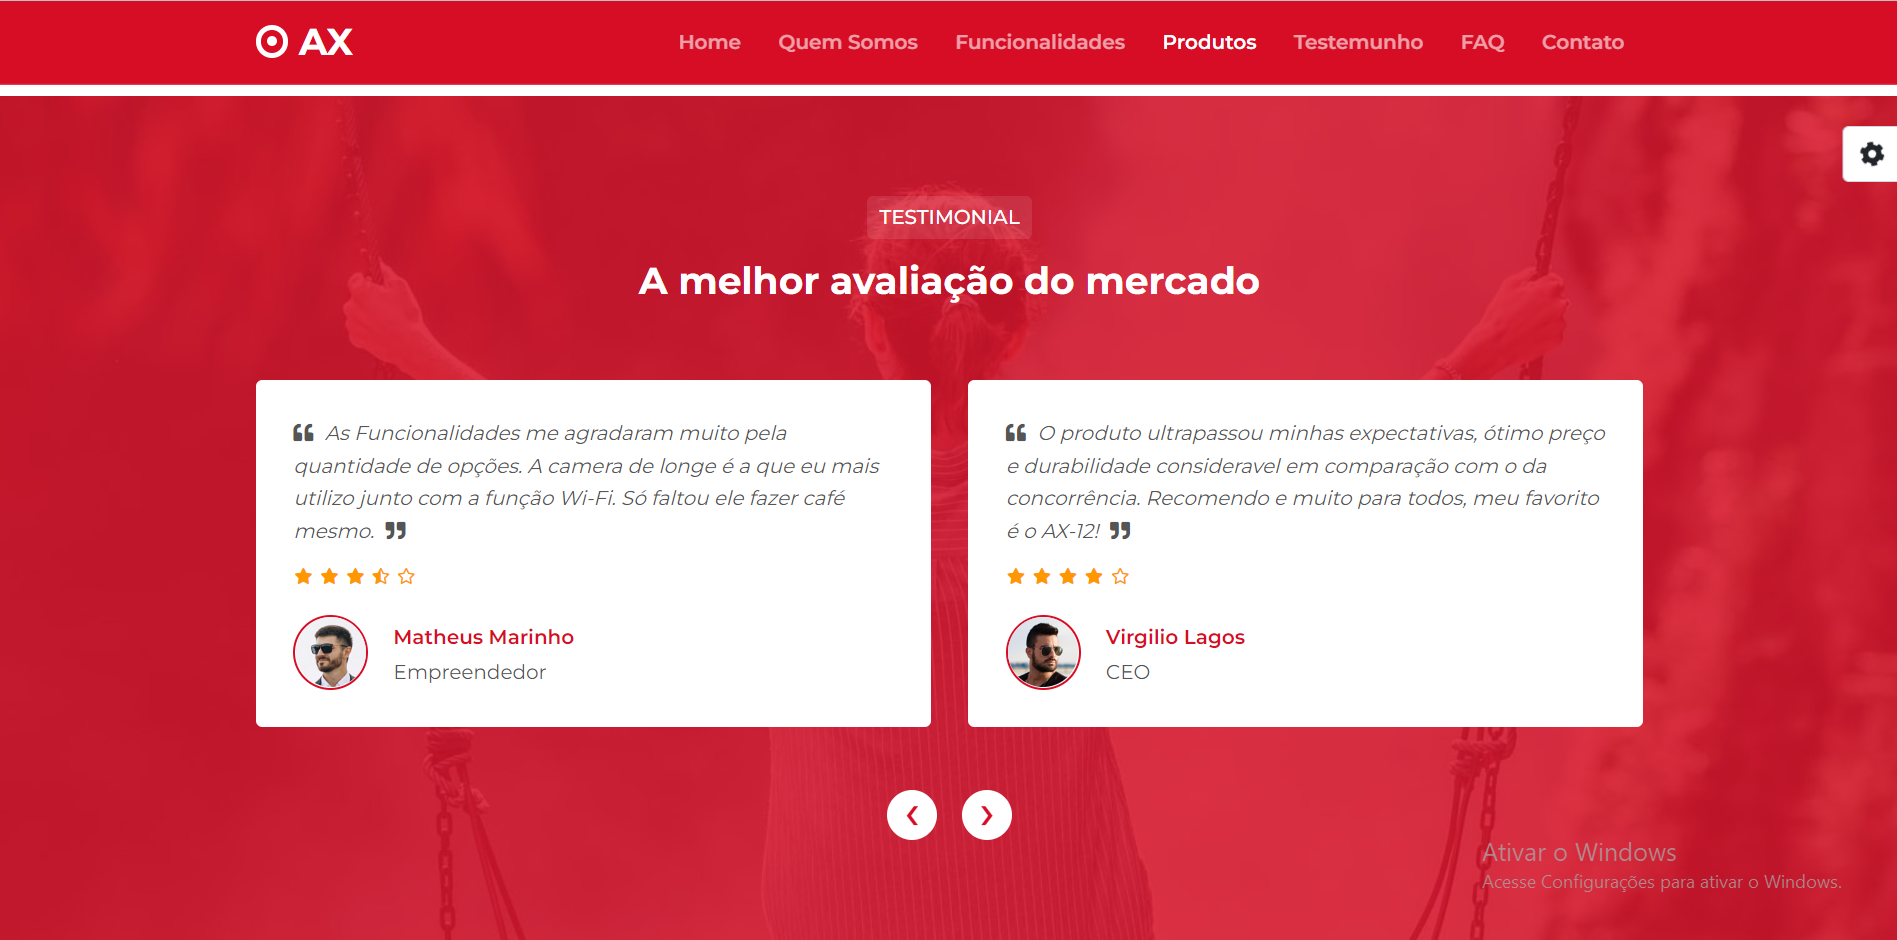 AX
Home Quem Somos Funcionalidades Produtos Testemunho FAQ Contato
TESTIMONIAL
A melhor avaliação do mercado
“ As Funcionalidades me agradaram muito pela
quantidade de opções. A camera de longe é a que eu mais
utilizo junto com a função Wi-Fi. Só faltou ele fazer café
mesmo. ”
Matheus Marinho
Empreendedor
“ O produto ultrapassou minhas expectativas, ótimo preço
e durabilidade consideravel em comparação com o da
concorrência. Recomendo e muito para todos, meu favorito
é o AX-12! ”
Virgilio Lagos
CEO
Ativar o Windows
Acesse Configurações para ativar o Windows.